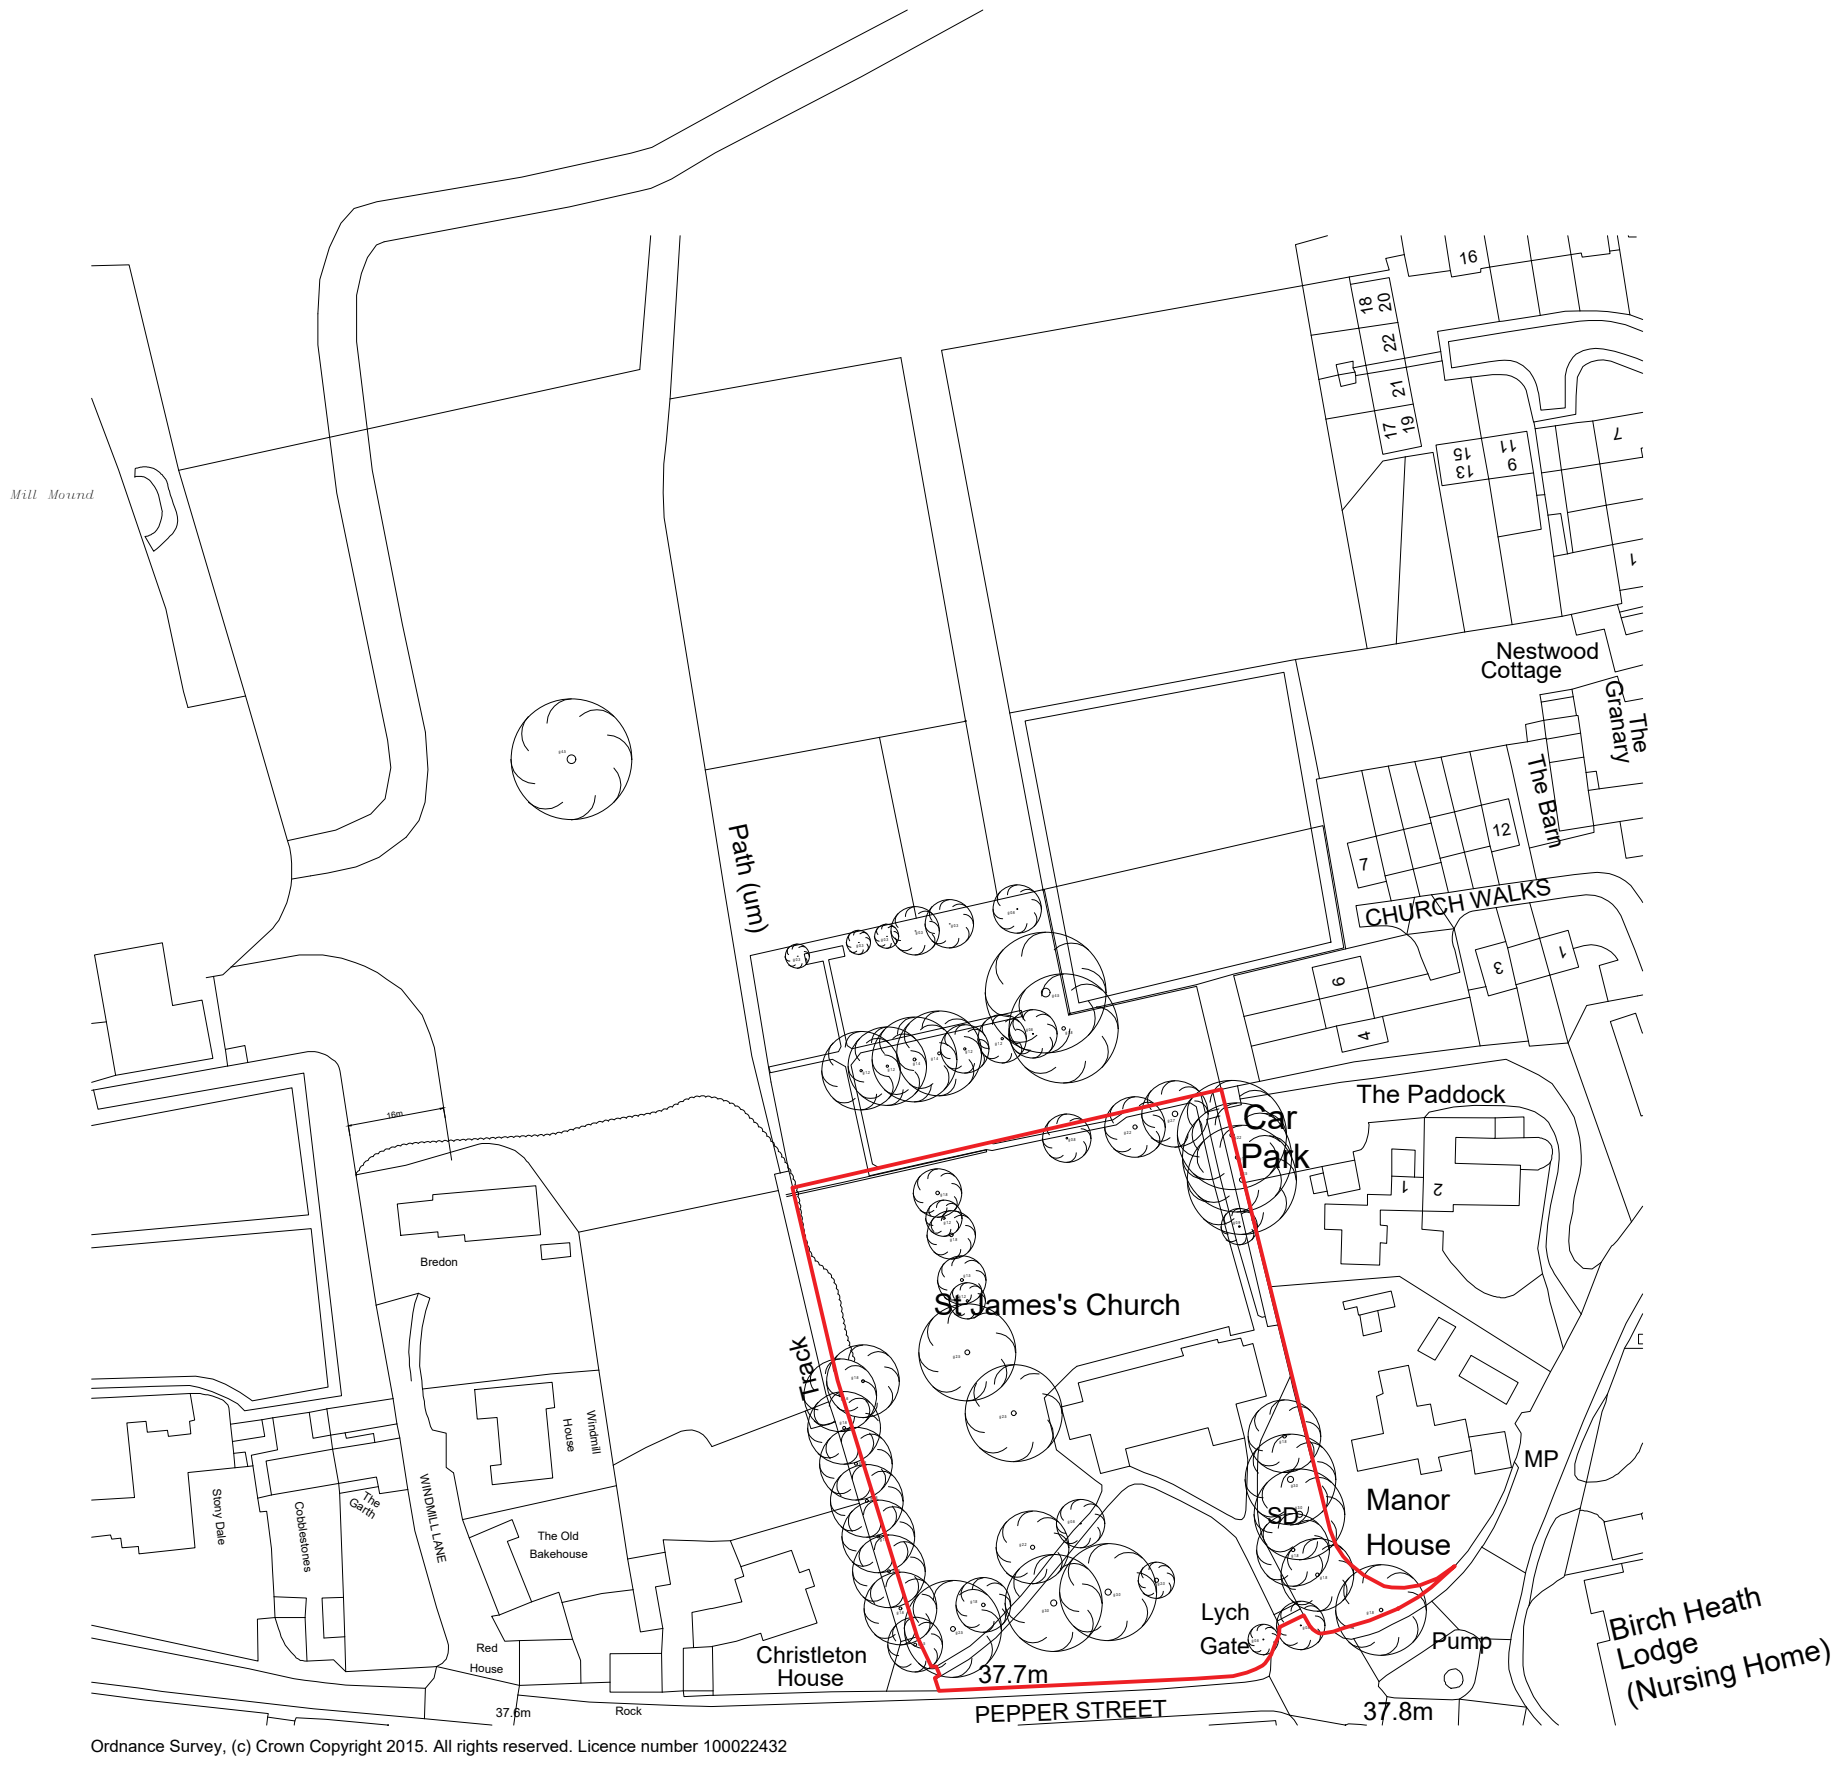 16
18
20
22
21
17
19
15
13
11
9
7
1
Mill Mound
Nestwood
Cottage
The
Granary
The Barn
Path (um)
12
7
CHURCH WALKS
3
1
6
4
16m
The Paddock
Car
Park
1
2
Bredon
St James's Church
Track
Windmill
House
MP
Manor
House
SD
Stony Dale
Cobblestones
The
Garth
WINDMILL LANE
The Old
Bakehouse
Lych
Gate
Pump
Birch Heath
Lodge
(Nursing Home)
Red
House
Christleton
House
37.7m
37.6m
Rock
PEPPER STREET
37.8m
Ordnance Survey, (c) Crown Copyright 2015. All rights reserved. Licence number 100022432